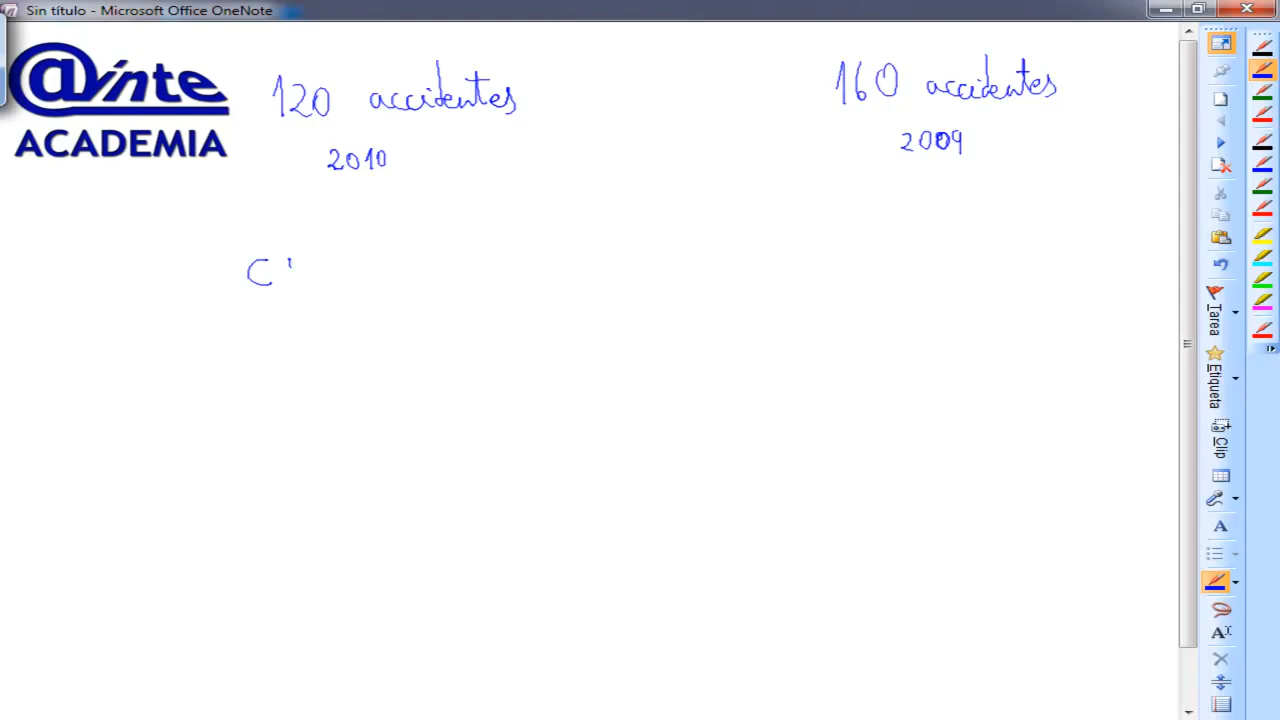 Sin título - Microsoft Office OneNote
@inte
ACADEMIA
120 accidentes
2010
160 accidentes
2009
C'
Tarea
Etiqueta
Clip
A
A